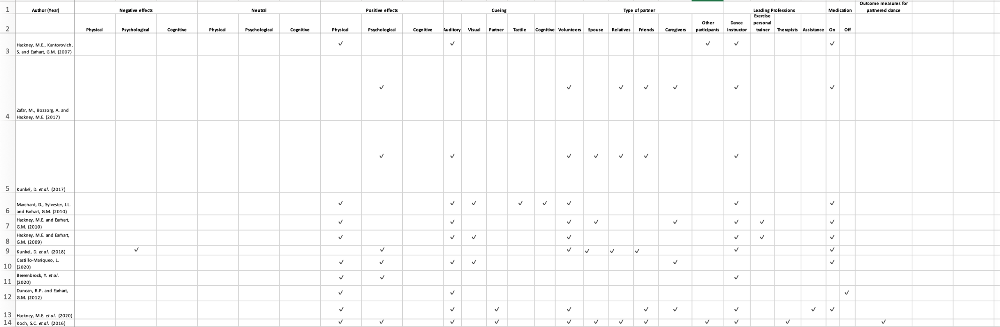 Outcome measures for
1 Author (Year) Negative effects Neutral Positive effects Cueing Type of partner Leading Professions Medication partnered dance
Exercise
Other Dance personal
2 Physical Psychological Cognitive Physical Psychological Cognitive Physical Psychological Cognitive Auditory Visual Partner Tactile Cognitive Volunteers Spouse Relatives Friends Caregivers participants instructor trainer Therapists Assistance On Off
Hackney, M.E., Kantorovich, ✓ ✓ ✓ ✓ ✓
3 S. and Earhart, G.M. (2007)
✓ ✓ ✓ ✓ ✓ ✓ ✓
Zafar, M., Bozzorg, A. and
4 Hackney, M.E. (2017)
✓ ✓ ✓ ✓ ✓ ✓ ✓
5 Kunkel, D. et al. (2017)
Marchant, D., Sylvester, J.L. ✓ ✓ ✓ ✓ ✓ ✓ ✓ ✓
6 and Earhart, G.M. (2010)
Hackney, M.E. and Earhart, ✓ ✓ ✓ ✓ ✓ ✓ ✓ ✓
7 G.M. (2010)
Hackney, M.E. and Earhart, ✓ ✓ ✓ ✓ ✓ ✓ ✓
8 G.M. (2009)
9 Kunkel, D. et al. (2018) ✓ ✓ ✓ ✓ ✓ ✓ ✓ ✓
Castillo-Mariqueo, L. ✓ ✓ ✓ ✓ ✓ ✓
10 (2020)
Beerenbrock, Y. et al. ✓ ✓ ✓
11 (2020)
Duncan, R.P. and Earhart, ✓ ✓ ✓
12 G.M. (2012)
✓ ✓ ✓ ✓ ✓ ✓ ✓ ✓ ✓
13 Hackney, M.E. et al. (2020)
14 Koch, S.C. et al. (2016) ✓ ✓ ✓ ✓ ✓ ✓ ✓ ✓ ✓ ✓ ✓ ✓